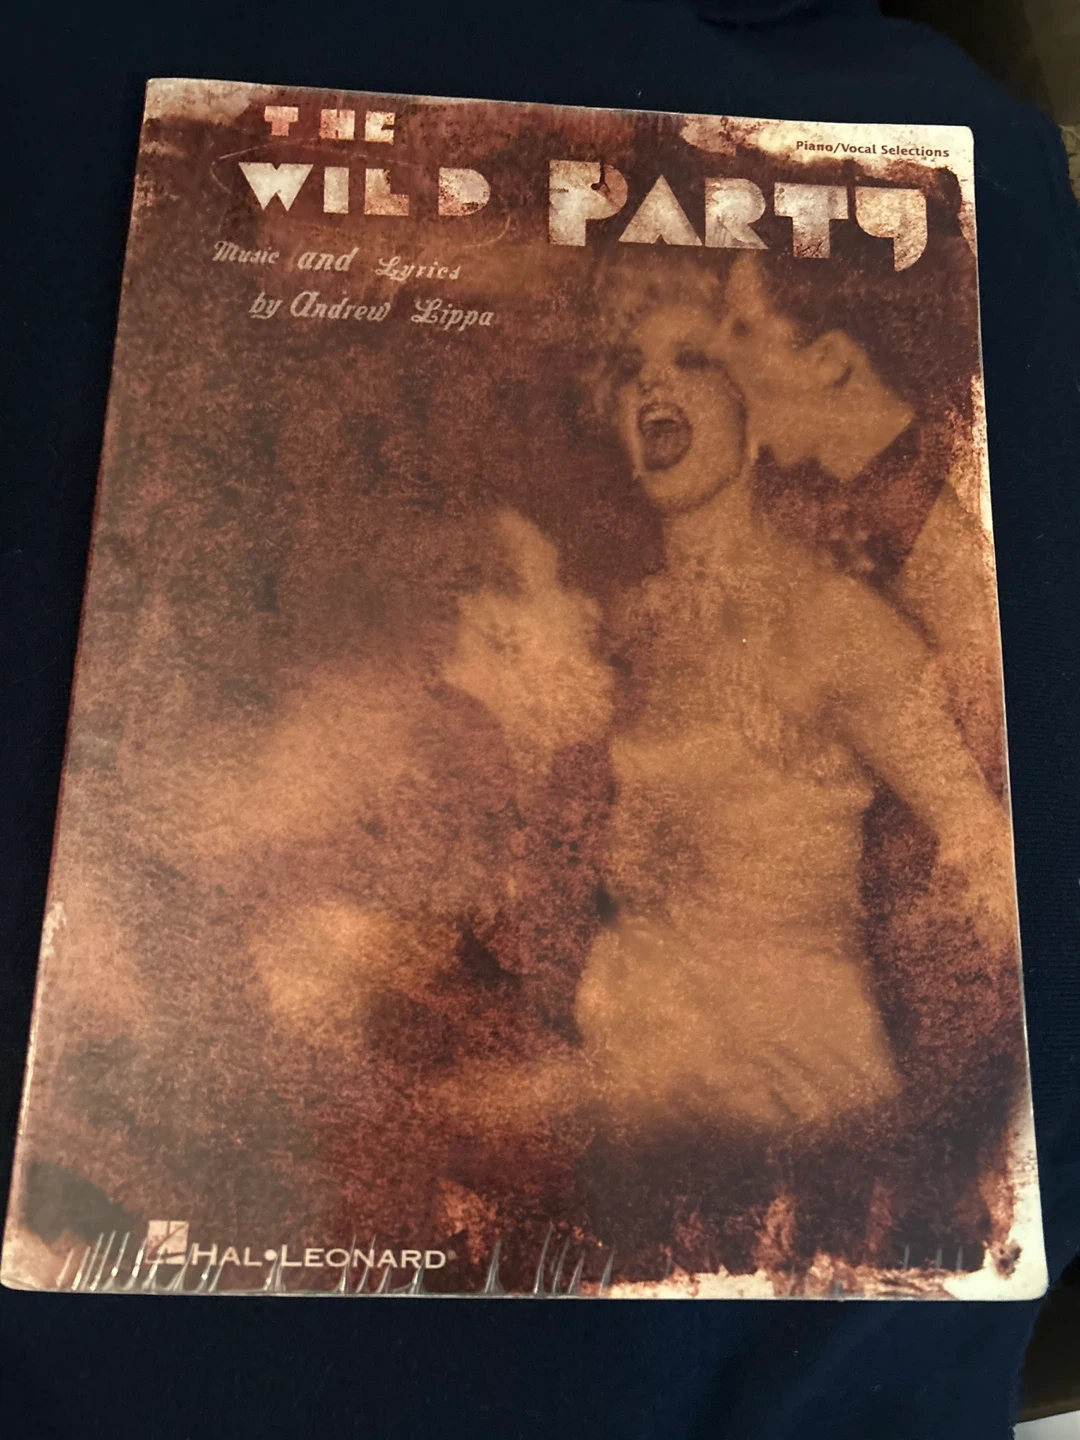 Piano/Vocal Selections
THE
WILD PARTY
Music and Lyrics
by Andrew Lippa
HAL•LEONARD®